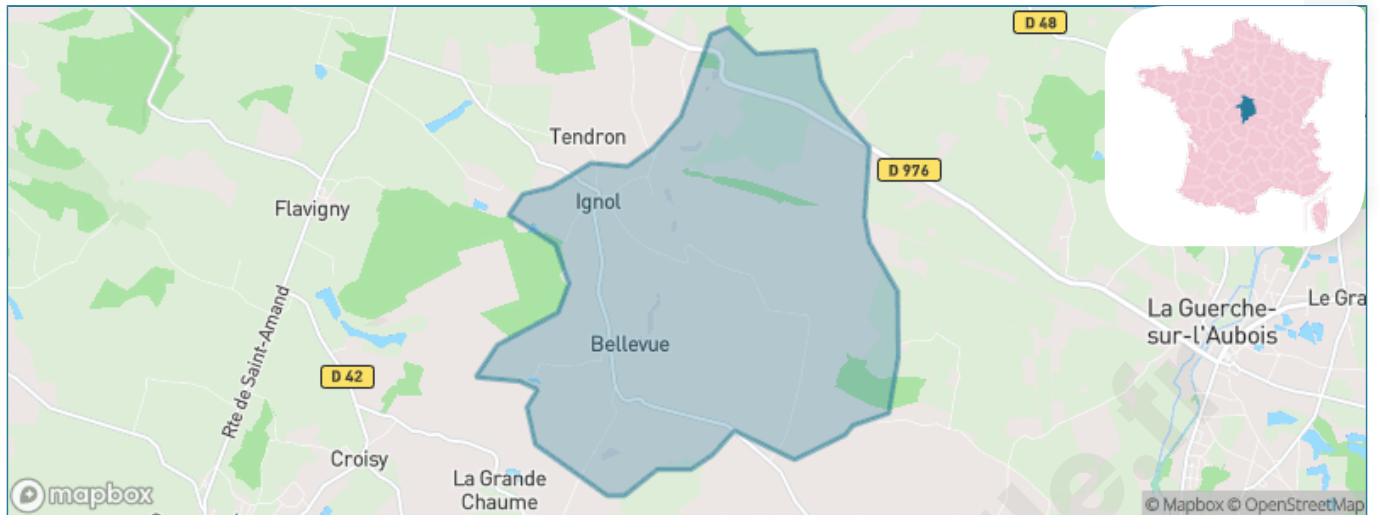 D 48
Tendron
D 976
Ignol
Flavigny
La Guerche-
sur-l'Aubois
Le Gra
Rte de Saint-Amand
Bellevue
D 42
Croisy
La Grande
Chaume
mapbox
© Mapbox © OpenStreetMap